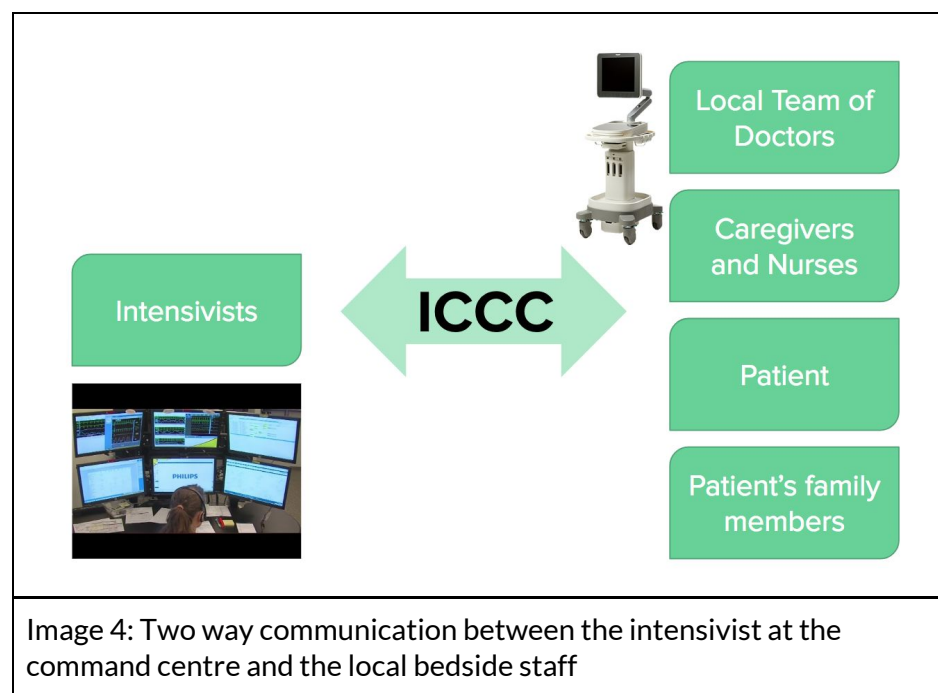 Local Team of
Doctors
Caregivers
and Nurses
Intensivists
ICCC
Patient
PHILIPS
Patient's family
members
Image 4: Two way communication between the intensivist at the
command centre and the local bedside staff